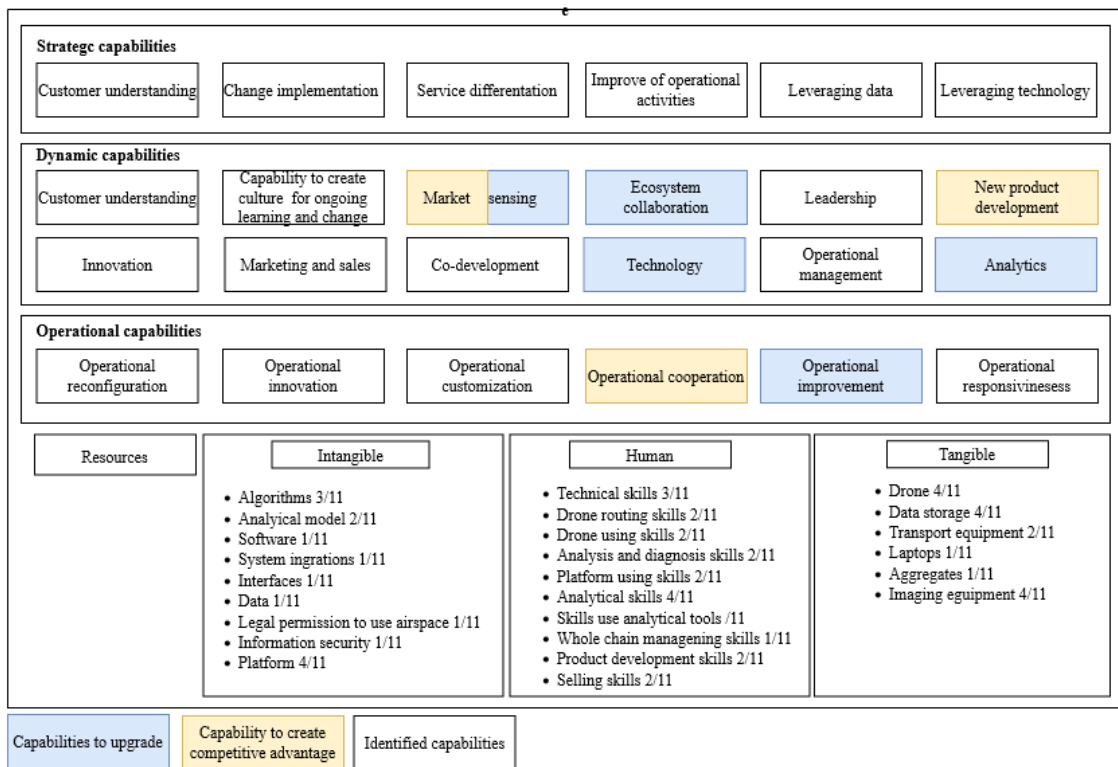 e
Strategc capabilities
Customer understanding
Change implementation
Service differentation
Improve of operational
activities
Leveraging data
Leveraging technology
Dynamic capabilities
Customer understanding
Capability to create
culture for ongoing
learning and change
Market sensing
Ecosystem
collaboration
Leadership
New product
development
Innovation
Marketing and sales
Co-development
Technology
Operational
management
Analytics
Operational capabilities
Operational
reconfiguration
Operational
innovation
Operational
customization
Operational cooperation
Operational
improvement
Operational
responsivinesess
Resources
Intangible
• Algorithms 3/11
• Analyical model 2/11
• Software 1/11
• System ingrations 1/11
• Interfaces 1/11
• Data 1/11
• Legal permission to use airspace 1/11
• Information security 1/11
• Platform 4/11
Human
• Technical skills 3/11
• Drone routing skills 2/11
• Drone using skills 2/11
• Analysis and diagnosis skills 2/11
• Platform using skills 2/11
• Analytical skills 4/11
• Skills use analytical tools /11
• Whole chain managening skills 1/11
• Product development skills 2/11
• Selling skills 2/11
Tangible
• Drone 4/11
• Data storage 4/11
• Transport equipment 2/11
• Laptops 1/11
• Aggregates 1/11
• Imaging eguipment 4/11
Capabilities to upgrade
Capability to create
competitive advantage
Identified capabilities